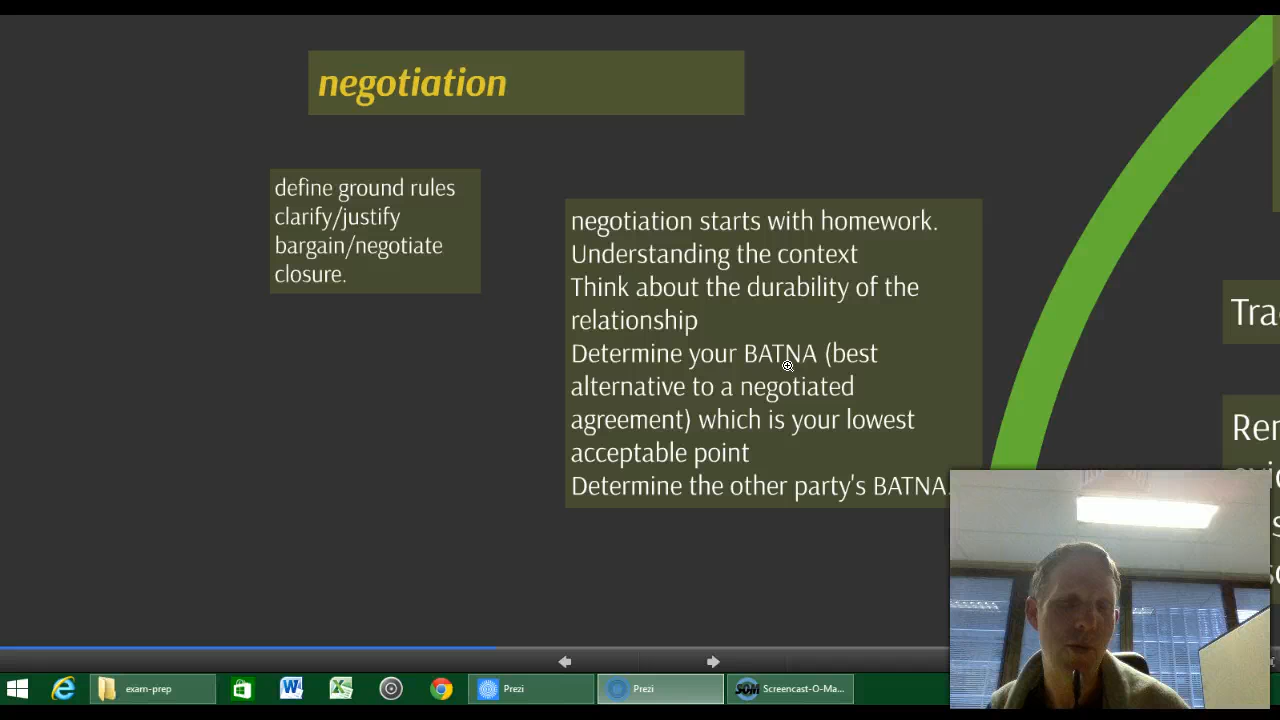 negotiation
define ground rules
clarify/justify
bargain/negotiate
closure.
negotiation starts with homework.
Understanding the context
Think about the durability of the
relationship
Determine your BATNA (best
alternative to a negotiated
agreement) which is your lowest
acceptable point
Determine the other party's BATNA.
exam-prep
Prezi
Prezi
Screencast-O-Ma...